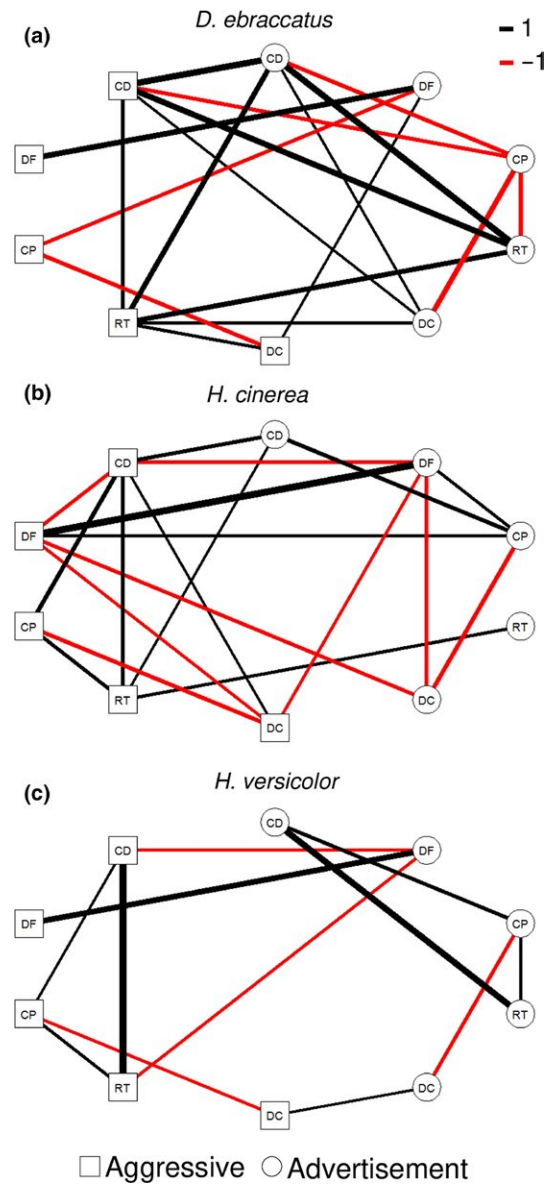 D. ebraccatus
(a)
1
-1
CD
CD
DF
DF
CP
CP
RT
RT
DC
DC
(b)
H. cinerea
CD
CD
DF
DF
CP
CP
RT
RT
DC
DC
H. versicolor
(c)
CD
CD
DF
DF
CP
CP
RT
RT
DC
DC
Aggressive Advertisement